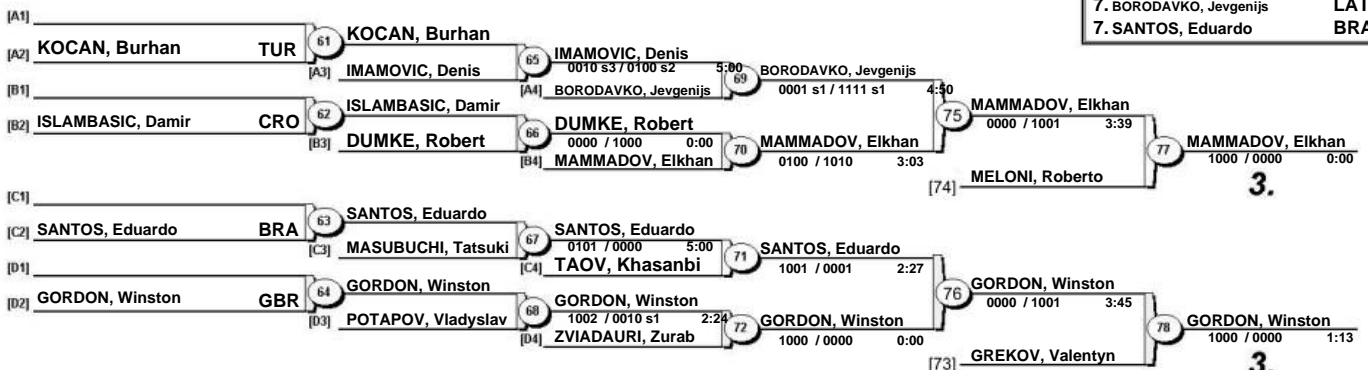 7. BORODAVKO, Jevgenijs LAT
7. SANTOS, Eduardo BRA
[A1]
[A2] KOCAN, Burhan TUR
61
KOCAN, Burhan
[A3] IMAMOVIC, Denis
65
IMAMOVIC, Denis
0010 s3 / 0100 s2 5:00
[A4] BORODAVKO, Jevgenijs
69
BORODAVKO, Jevgenijs
0001 s1 / 1111 s1 4:50
[B1]
[B2] ISLAMBASIC, Damir CRO
62
ISLAMBASIC, Damir
[B3] DUMKE, Robert
66
DUMKE, Robert
0000 / 1000 0:00
[B4] MAMMADOV, Elkhan
70
MAMMADOV, Elkhan
0100 / 1010 3:03
75
MAMMADOV, Elkhan
0000 / 1001 3:39
[74] MELONI, Roberto
77
MAMMADOV, Elkhan
1000 / 0000 0:00
3.
[C1]
[C2] SANTOS, Eduardo BRA
63
SANTOS, Eduardo
[C3] MASUBUCHI, Tatsuki
67
SANTOS, Eduardo
0101 / 0000 5:00
[C4] TAOV, Khasanbi
71
SANTOS, Eduardo
1001 / 0001 2:27
[D1]
[D2] GORDON, Winston GBR
64
GORDON, Winston
[D3] POTAPOV, Vladyslav
68
GORDON, Winston
1002 / 0010 s1 2:24
[D4] ZVIADAURI, Zurab
72
GORDON, Winston
1000 / 0000 0:00
76
GORDON, Winston
0000 / 1001 3:45
[73] GREKOV, Valentyn
78
GORDON, Winston
1000 / 0000 1:13
3.